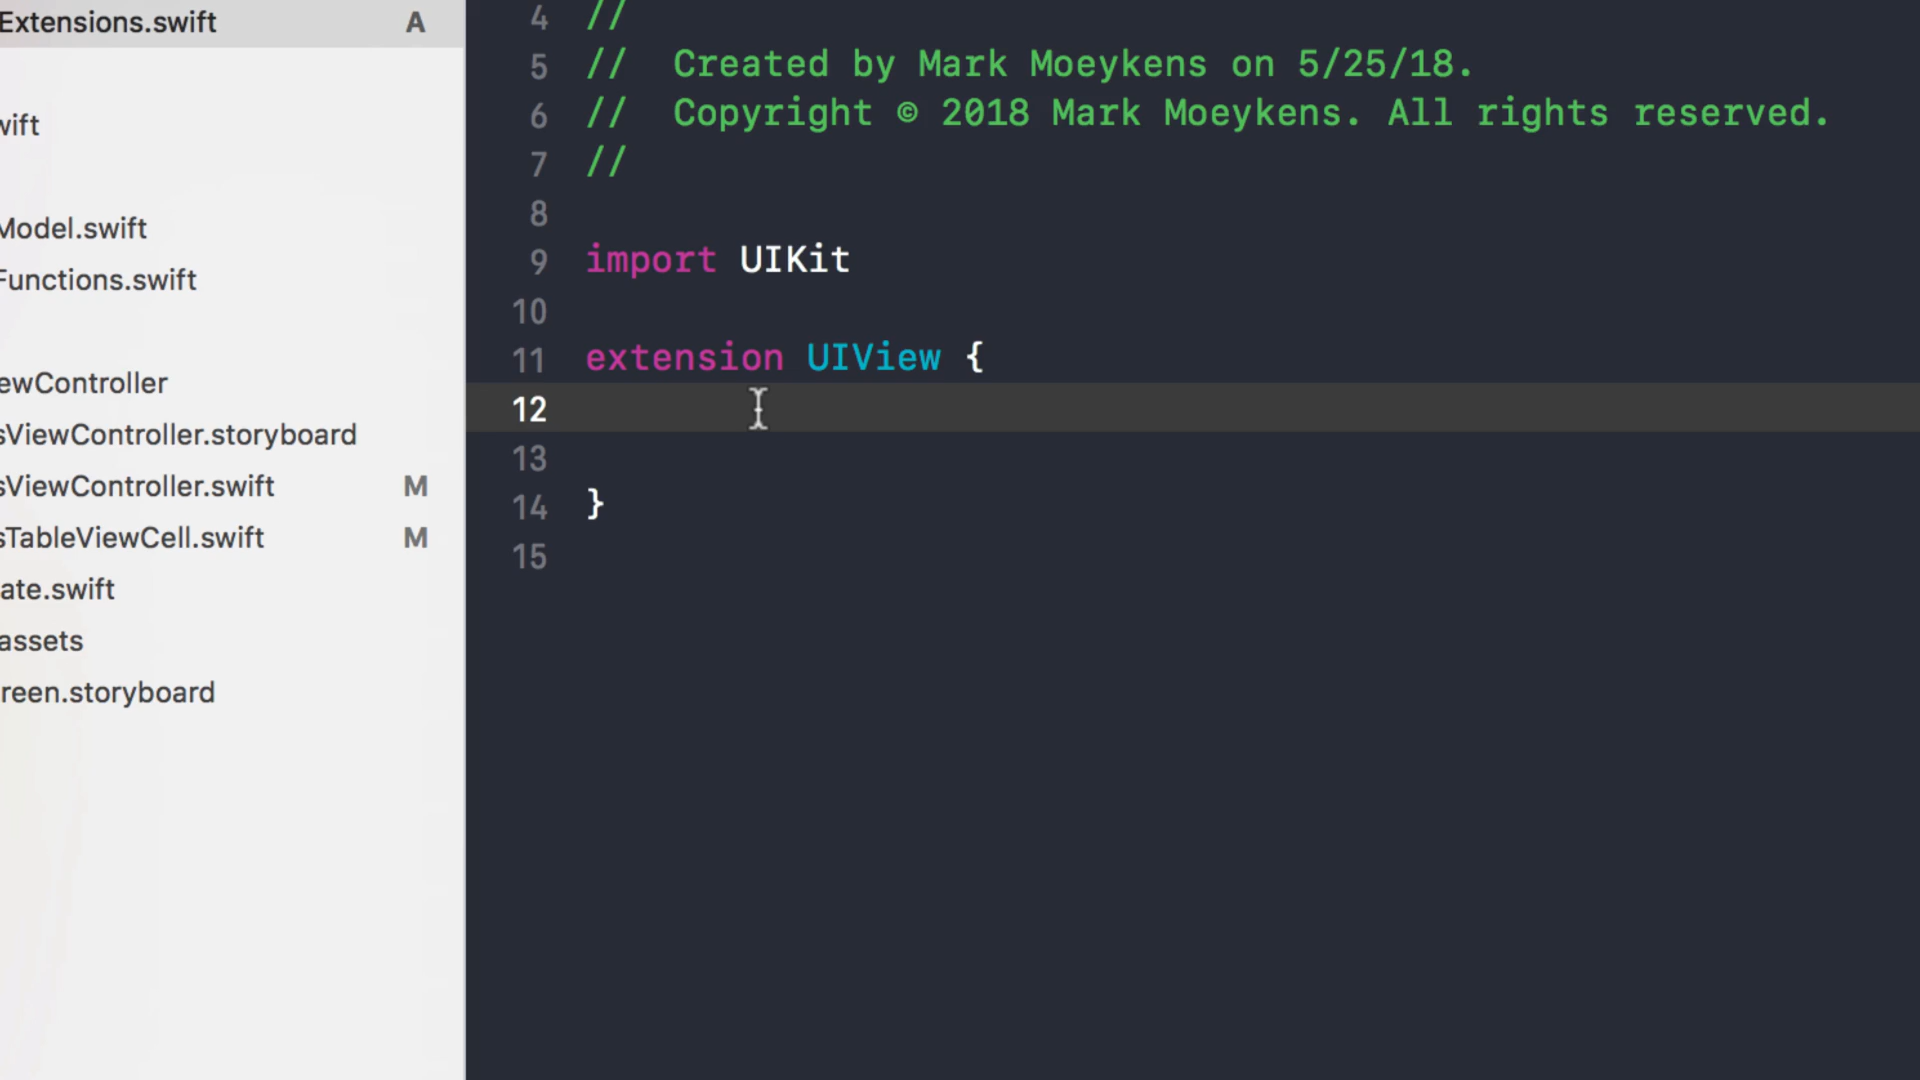 Extensions.swift A
wift
Model.swift
Functions.swift
ewController
sViewController.storyboard
sViewController.swift M
sTableViewCell.swift M
ate.swift
assets
reen.storyboard
4 //
5 // Created by Mark Moeykens on 5/25/18.
6 // Copyright © 2018 Mark Moeykens. All rights reserved.
7 //
8
9 import UIKit
10
11 extension UIView {
12
13
14 }
15